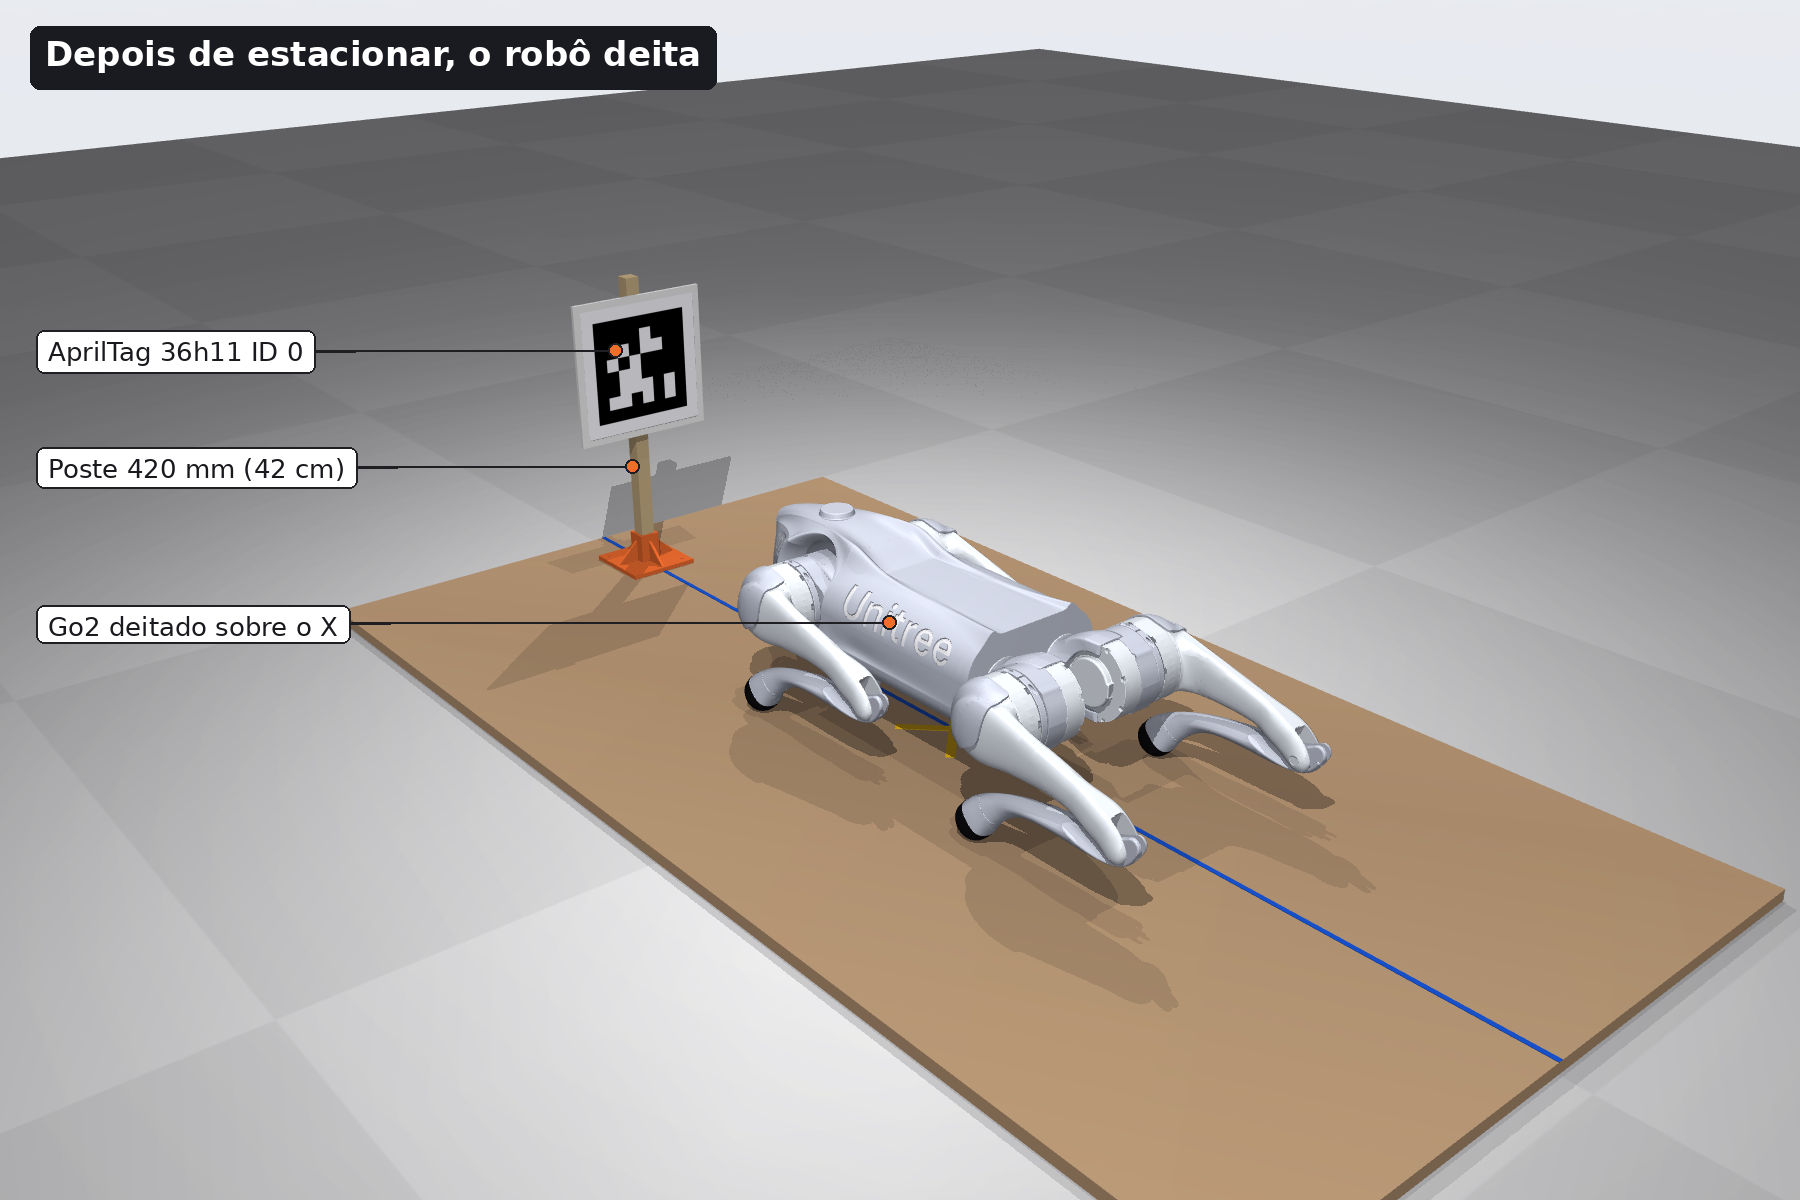 Depois de estacionar, o robô deita
AprilTag 36h11 ID 0
Poste 420 mm (42 cm)
Go2 deitado sobre o X
Unitree